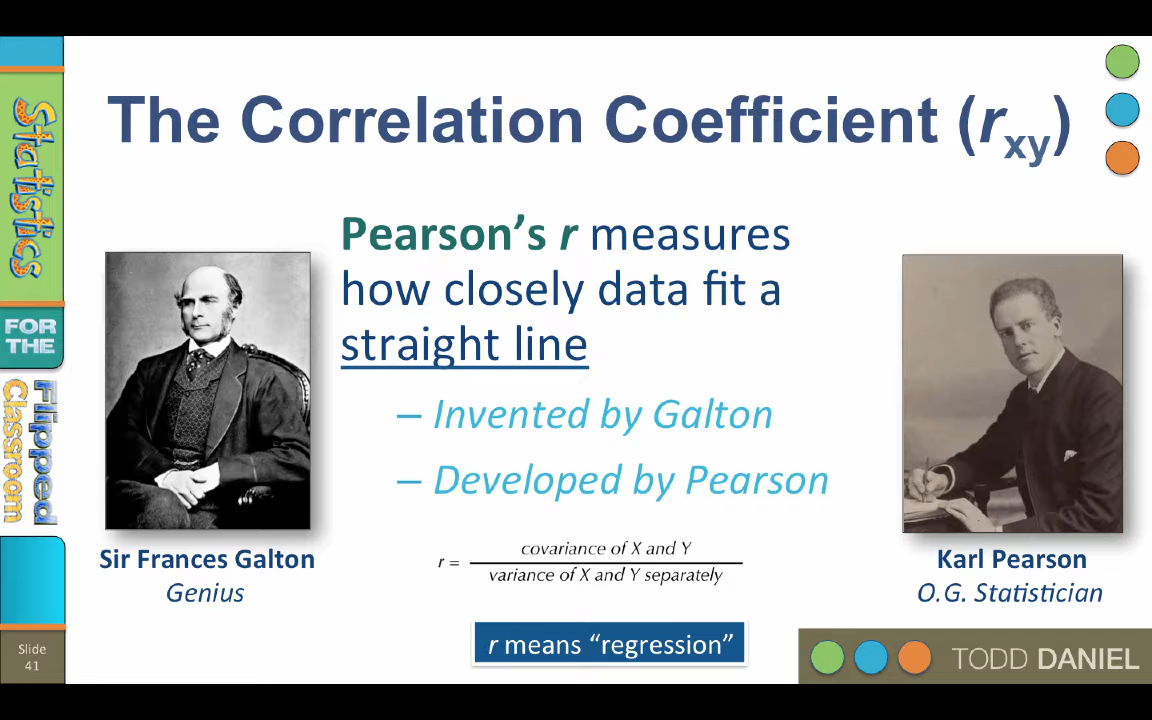 The Correlation Coefficient (rxy)
Statistics
FOR
THE
Flipped
Classroom
Slide
41
Pearson's r measures
how closely data fit a
straight line
– Invented by Galton
– Developed by Pearson
r = covariance of X and Y
variance of X and Y separately
r means "regression"
Sir Frances Galton
Genius
Karl Pearson
O.G. Statistician
TODD DANIEL